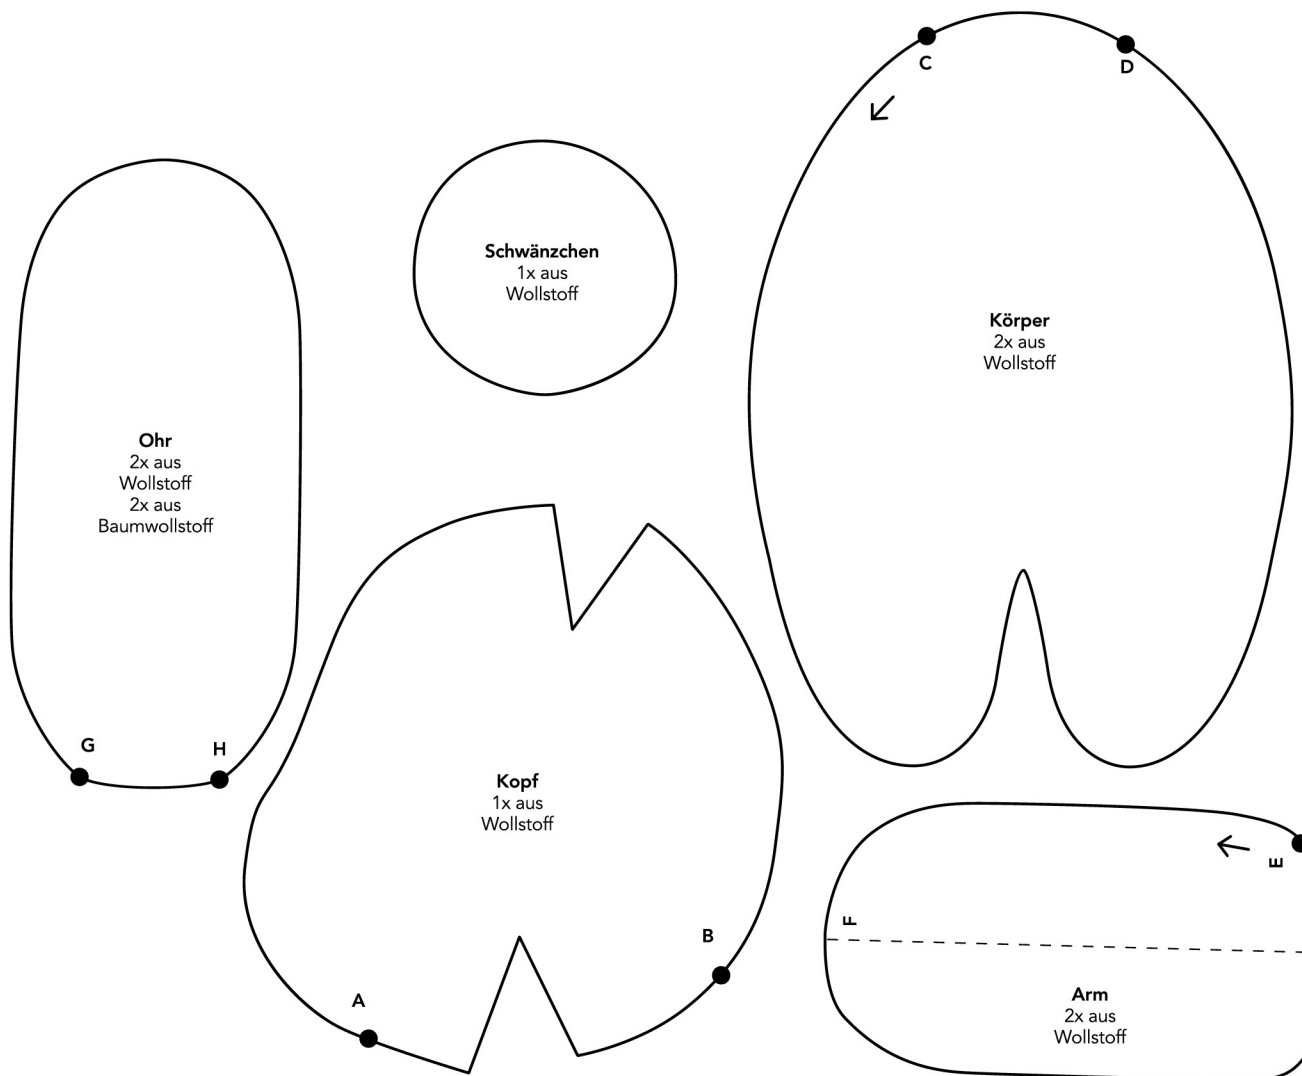 C
D
Schwänzchen
1x aus
Wollstoff
Körper
2x aus
Wollstoff
Ohr
2x aus
Wollstoff
2x aus
Baumwollstoff
G
H
Kopf
1x aus
Wollstoff
A
B
E
F
Arm
2x aus
Wollstoff